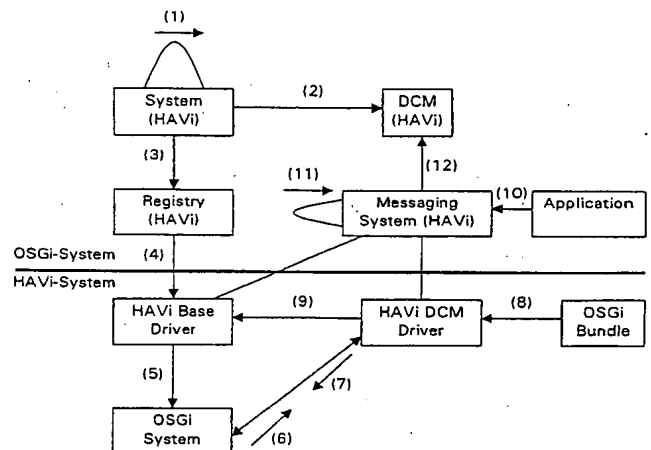 (1)
System
(HAVi)
(2)
DCM
(HAVi)
(3)
(12)
(11)
Registry
(HAVi)
Messaging
System (HAVi)
(10)
Application
OSGi-System
(4)
HAVi-System
HAVi Base
Driver
(9)
HAVi DCM
Driver
(8)
OSGi
Bundle
(5)
(7)
OSGi
System
(6)